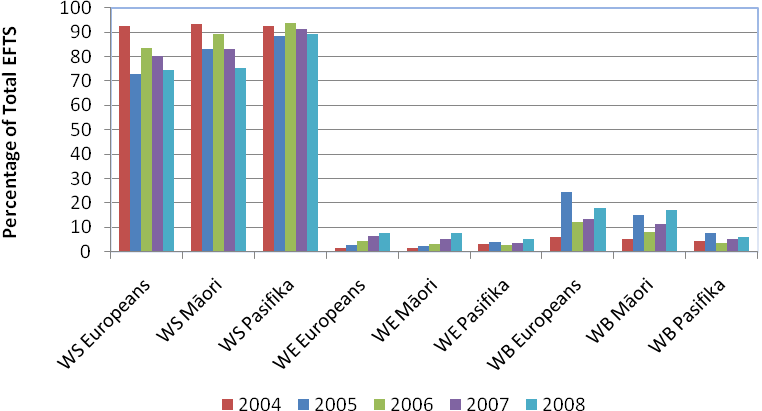 Percentage of Total EFTS
100
90
80
70
60
50
40
30
20
10
0
WS Europeans
WS Māori
WS Pasifika
WE Europeans
WE Māori
WE Pasifika
WB Europeans
WB Māori
WB Pasifika
2004 2005 2006 2007 2008